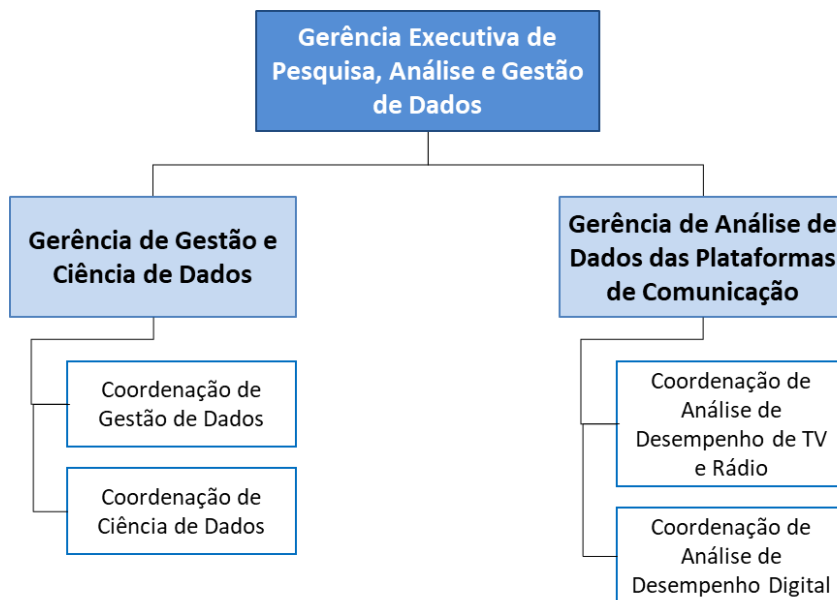 Gerência Executiva de
Pesquisa, Análise e Gestão
de Dados
Gerência de Gestão e
Ciência de Dados
Coordenação de
Gestão de Dados
Coordenação de
Ciência de Dados
Gerência de Análise de
Dados das Plataformas
de Comunicação
Coordenação de
Análise de
Desempenho de TV
e Rádio
Coordenação de
Análise de
Desempenho Digital